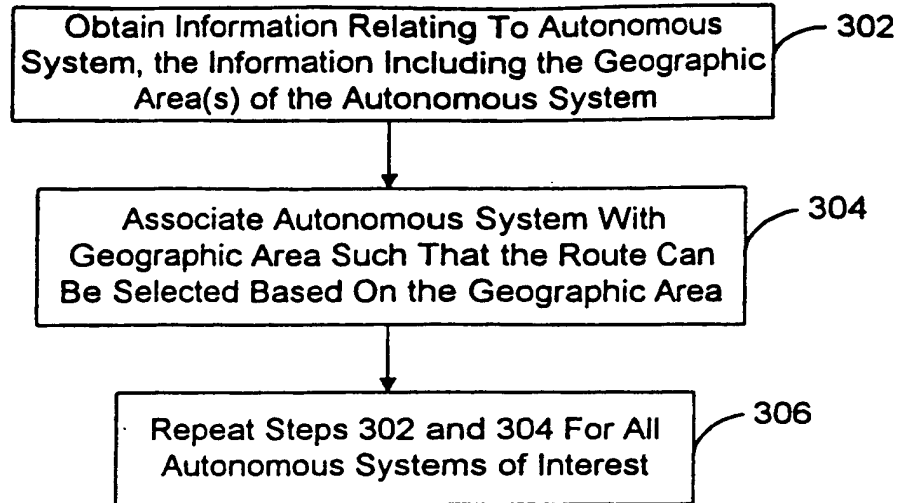 Obtain Information Relating To Autonomous
System, the Information Including the Geographic
Area(s) of the Autonomous System
302
Associate Autonomous System With
Geographic Area Such That the Route Can
Be Selected Based On the Geographic Area
304
Repeat Steps 302 and 304 For All
Autonomous Systems of Interest
306